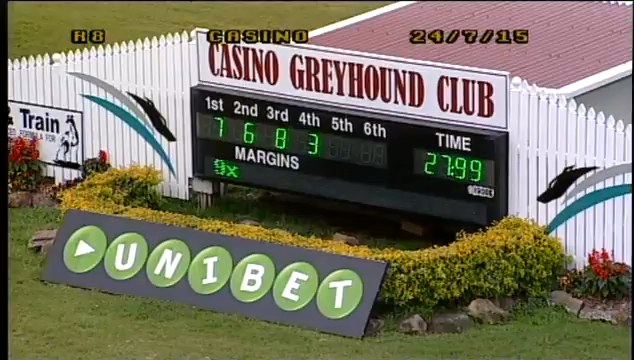 R8 CASINO 24/7/15
CASINO GREYHOUND CLUB
1st 2nd 3rd 4th 5th 6th
7 6 8 3
TIME
27:99
MARGINS
& Train
UNIBET